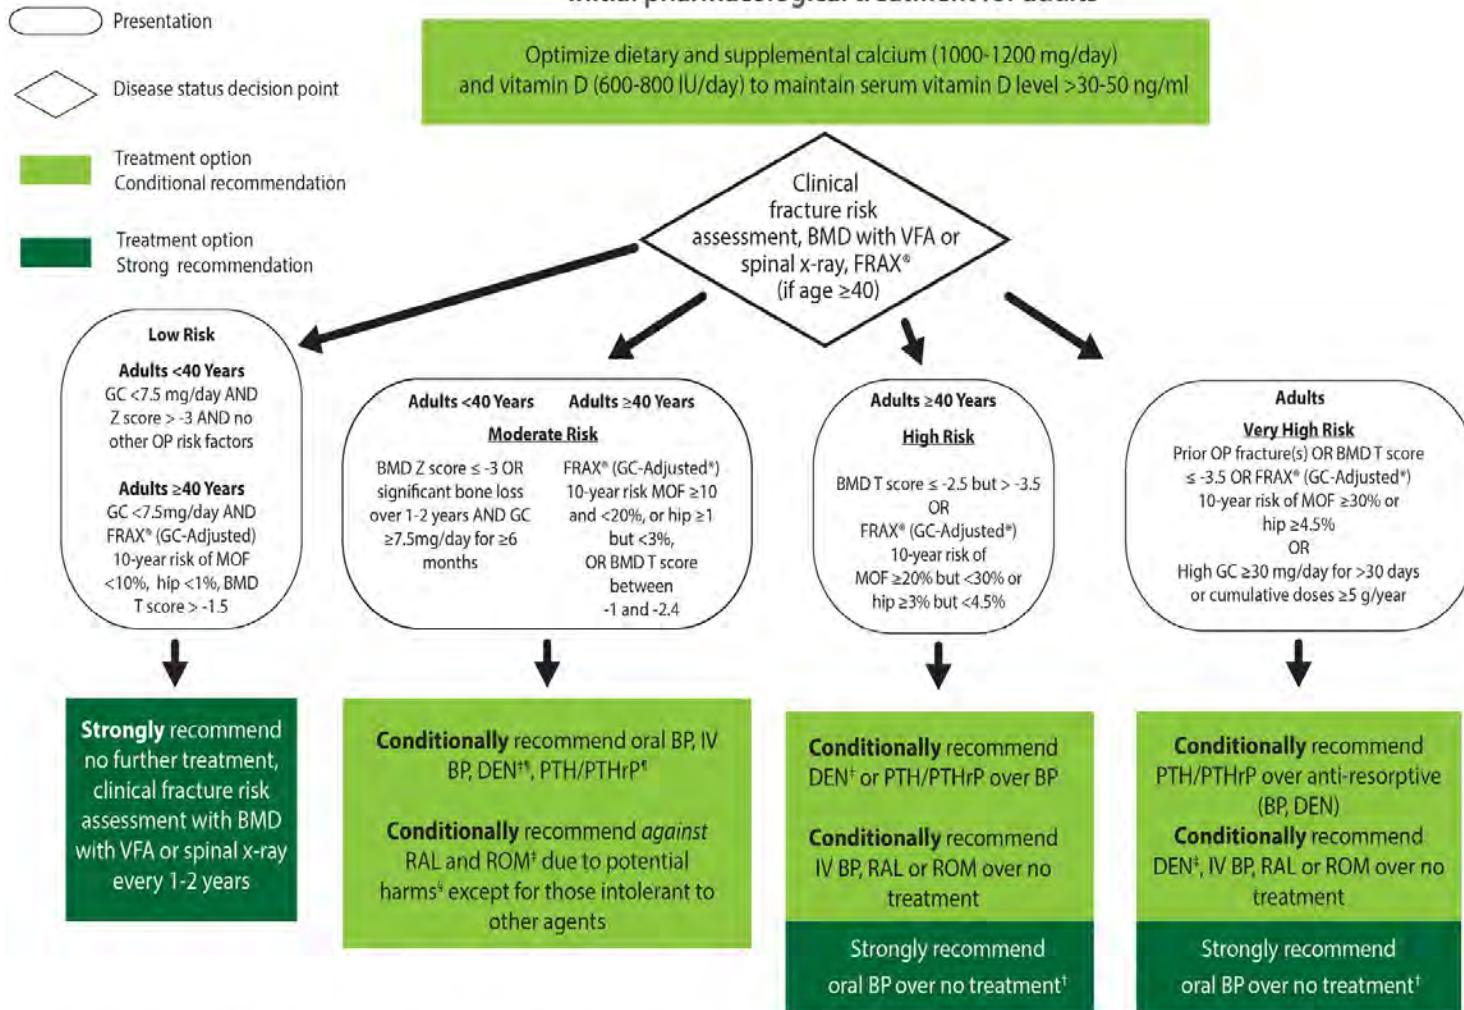 Initial pharmacological treatment for adults
Presentation
Disease status decision point
Treatment option
Conditional recommendation
Treatment option
Strong recommendation
Optimize dietary and supplemental calcium (1000-1200 mg/day)
and vitamin D (600-800 IU/day) to maintain serum vitamin D level >30-50 ng/ml
Clinical
fracture risk
assessment, BMD with VFA or
spinal x-ray, FRAX®
(if age ≥40)
Low Risk
Adults <40 Years
GC <7.5 mg/day AND
Z score > -3 AND no
other OP risk factors
Adults ≥40 Years
GC <7.5mg/day AND
FRAX® (GC-Adjusted)
10-year risk of MOF
<10%, hip <1%, BMD
T score > -1.5
Adults <40 Years Adults ≥40 Years
Moderate Risk
BMD Z score ≤ -3 OR
significant bone loss
over 1-2 years AND GC
≥7.5mg/day for ≥6
months
FRAX® (GC-Adjusted*)
10-year risk MOF ≥10
and <20%, or hip ≥1
but <3%,
OR BMD T score
between
-1 and -2.4
Adults ≥40 Years
High Risk
BMD T score ≤ -2.5 but > -3.5
OR
FRAX® (GC-Adjusted*)
10-year risk of
MOF ≥20% but <30% or
hip ≥3% but <4.5%
Adults
Very High Risk
Prior OP fracture(s) OR BMD T score
≤ -3.5 OR FRAX® (GC-Adjusted*)
10-year risk of MOF ≥30% or
hip ≥4.5%
OR
High GC ≥30 mg/day for >30 days
or cumulative doses ≥5 g/year
Strongly recommend
no further treatment,
clinical fracture risk
assessment with BMD
with VFA or spinal x-ray
every 1-2 years
Conditionally recommend oral BP, IV
BP, DEN‡¶, PTH/PTHrP¶
Conditionally recommend against
RAL and ROM‡ due to potential
harms§ except for those intolerant to
other agents
Conditionally recommend
DEN‡ or PTH/PTHrP over BP
Conditionally recommend
IV BP, RAL or ROM over no
treatment
Strongly recommend
oral BP over no treatment†
Conditionally recommend
PTH/PTHrP over anti-resorptive
(BP, DEN)
Conditionally recommend
DEN‡, IV BP, RAL or ROM over no
treatment
Strongly recommend
oral BP over no treatment†